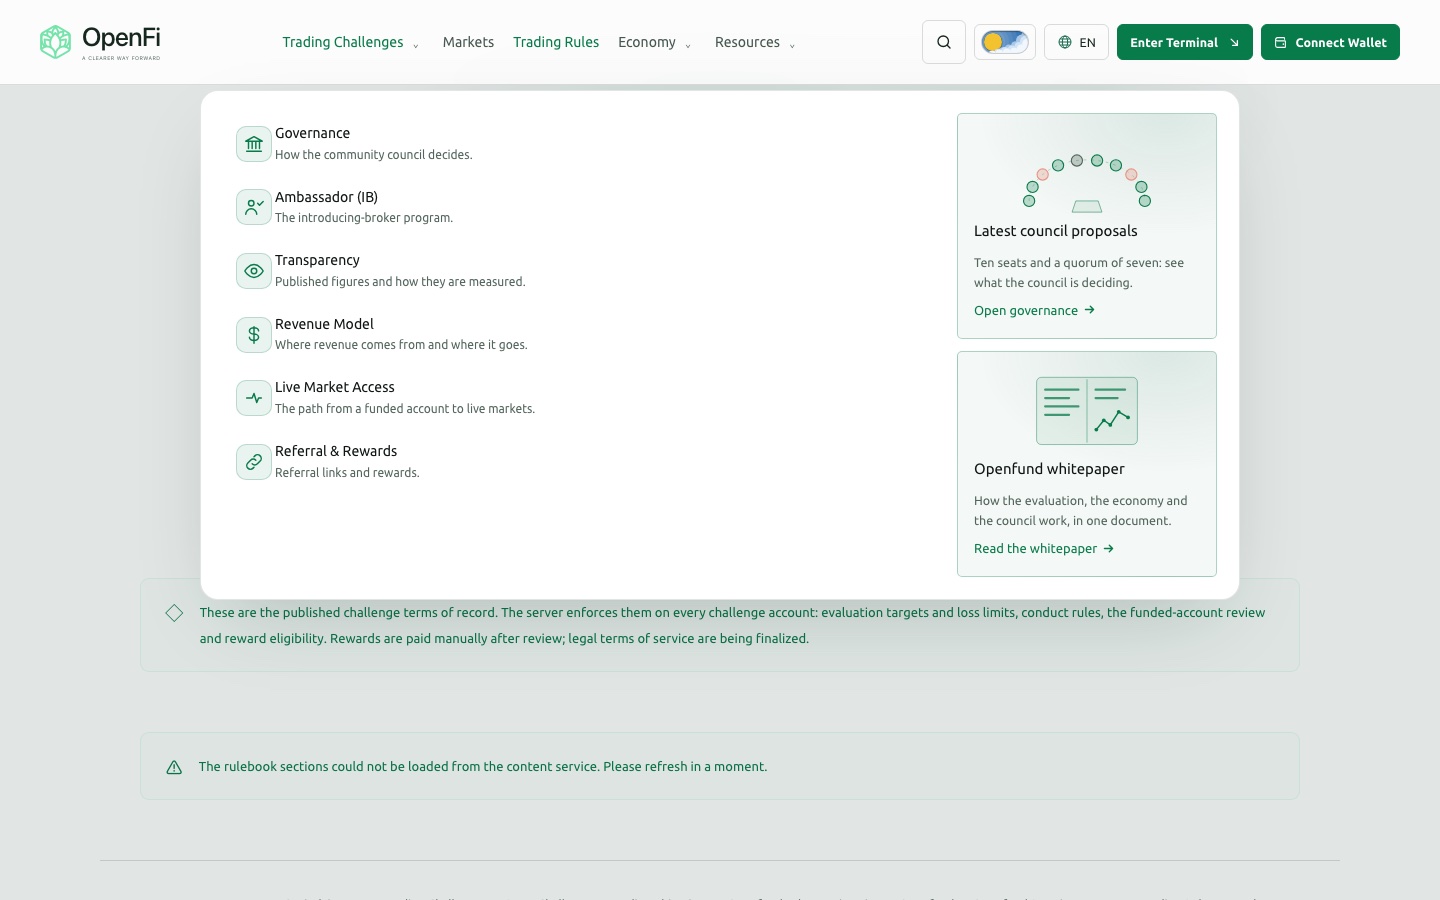 OpenFi
A CLEARER WAY FORWARD
Trading Challenges
Markets
Trading Rules
Economy
Resources
EN
Enter Terminal
Connect Wallet
Governance
How the community council decides.
Ambassador (IB)
The introducing-broker program.
Transparency
Published figures and how they are measured.
Revenue Model
Where revenue comes from and where it goes.
Live Market Access
The path from a funded account to live markets.
Referral & Rewards
Referral links and rewards.
Latest council proposals
Ten seats and a quorum of seven: see
what the council is deciding.
Open governance
Openfund whitepaper
How the evaluation, the economy and
the council work, in one document.
Read the whitepaper
These are the published challenge terms of record. The server enforces them on every challenge account: evaluation targets and loss limits, conduct rules, the funded-account review
and reward eligibility. Rewards are paid manually after review; legal terms of service are being finalized.
The rulebook sections could not be loaded from the content service. Please refresh in a moment.